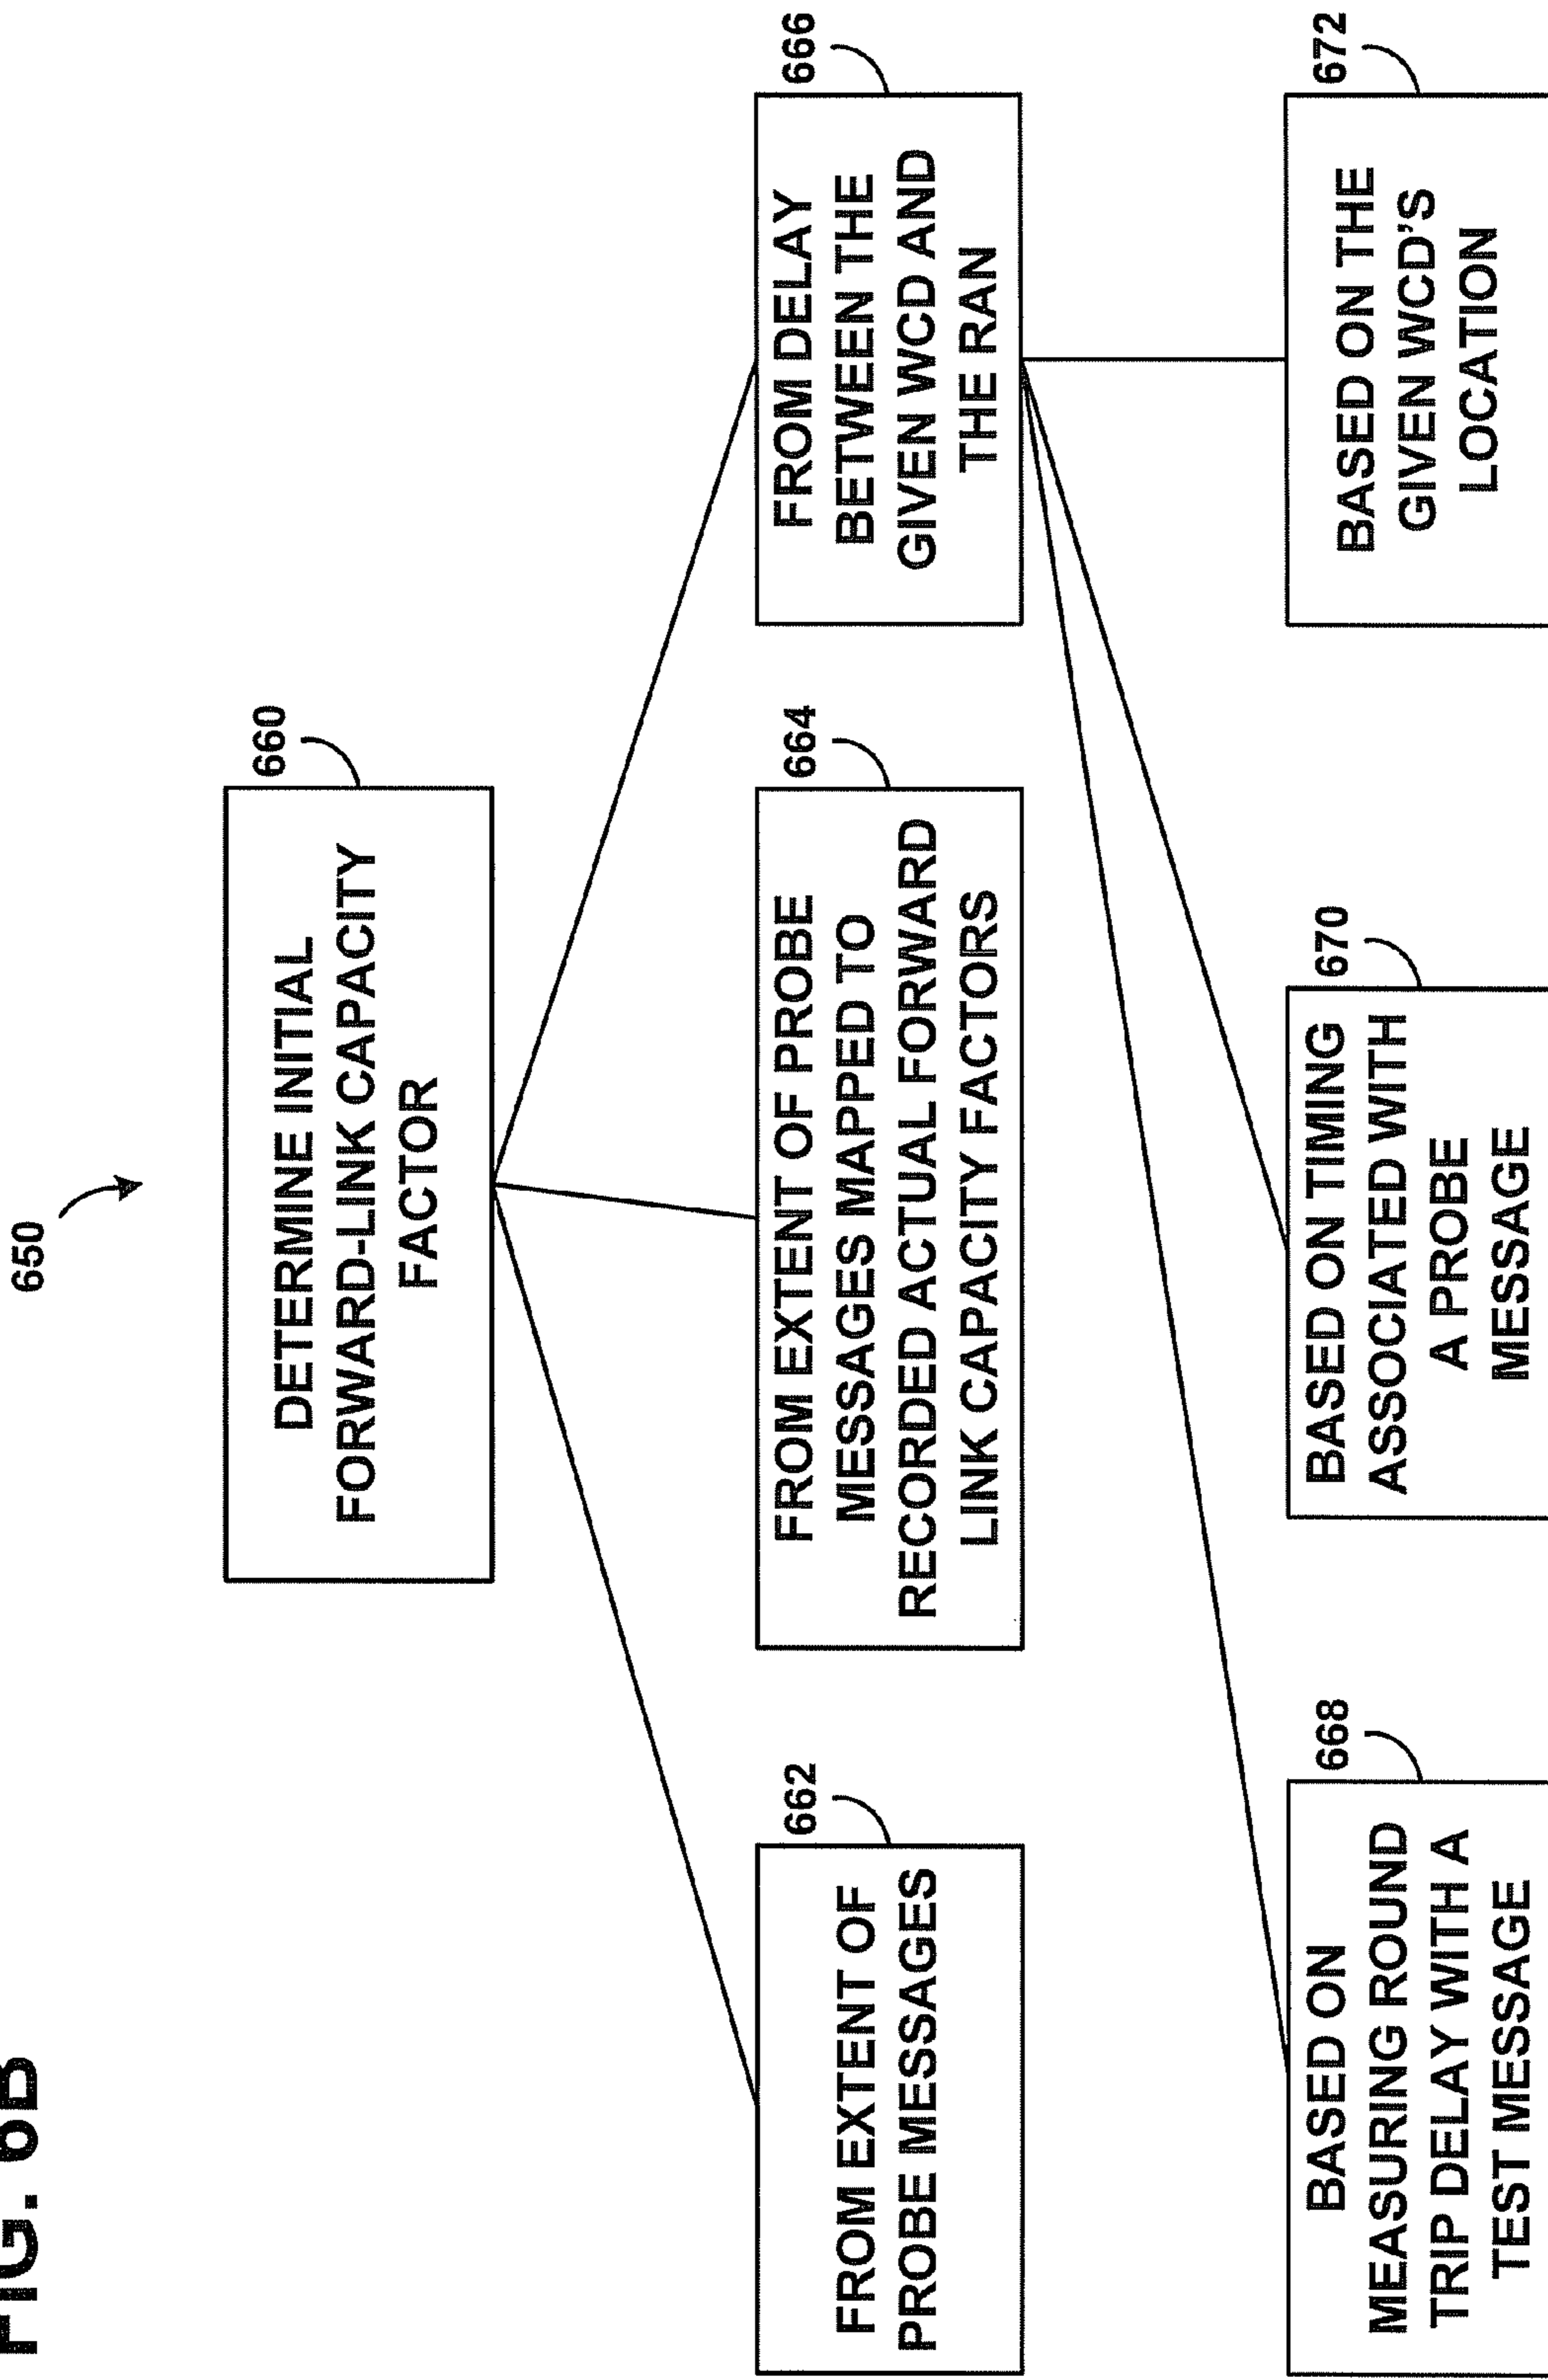 FIG. 6B
650
660
DETERMINE INITIAL
FORWARD-LINK CAPACITY
FACTOR
662
FROM EXTENT OF
PROBE MESSAGES
664
FROM EXTENT OF PROBE
MESSAGES MAPPED TO
RECORDED ACTUAL FORWARD
LINK CAPACITY FACTORS
666
FROM DELAY
BETWEEN THE
GIVEN WCD AND
THE RAN
668
BASED ON
MEASURING ROUND
TRIP DELAY WITH A
TEST MESSAGE
670
BASED ON TIMING
ASSOCIATED WITH
A PROBE
MESSAGE
672
BASED ON THE
GIVEN WCD'S
LOCATION